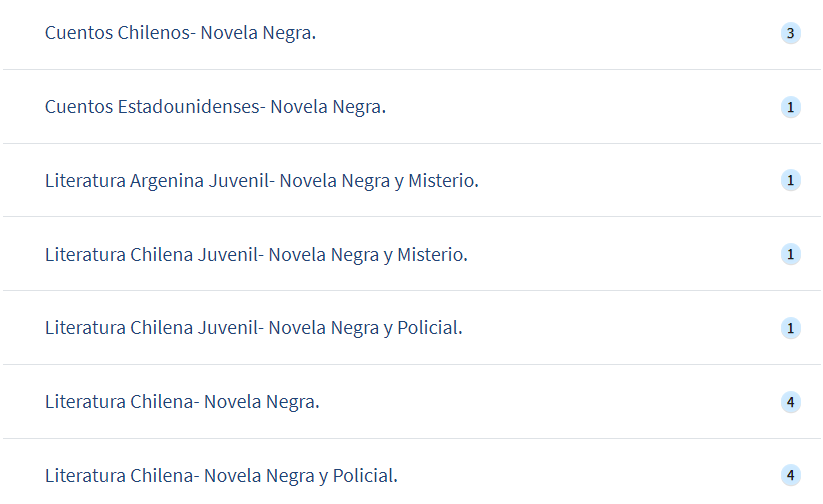 Cuentos Chilenos- Novela Negra. 3
Cuentos Estadounidenses- Novela Negra. 1
Literatura Argenina Juvenil- Novela Negra y Misterio. 1
Literatura Chilena Juvenil- Novela Negra y Misterio. 1
Literatura Chilena Juvenil- Novela Negra y Policial. 1
Literatura Chilena- Novela Negra. 4
Literatura Chilena- Novela Negra y Policial. 4